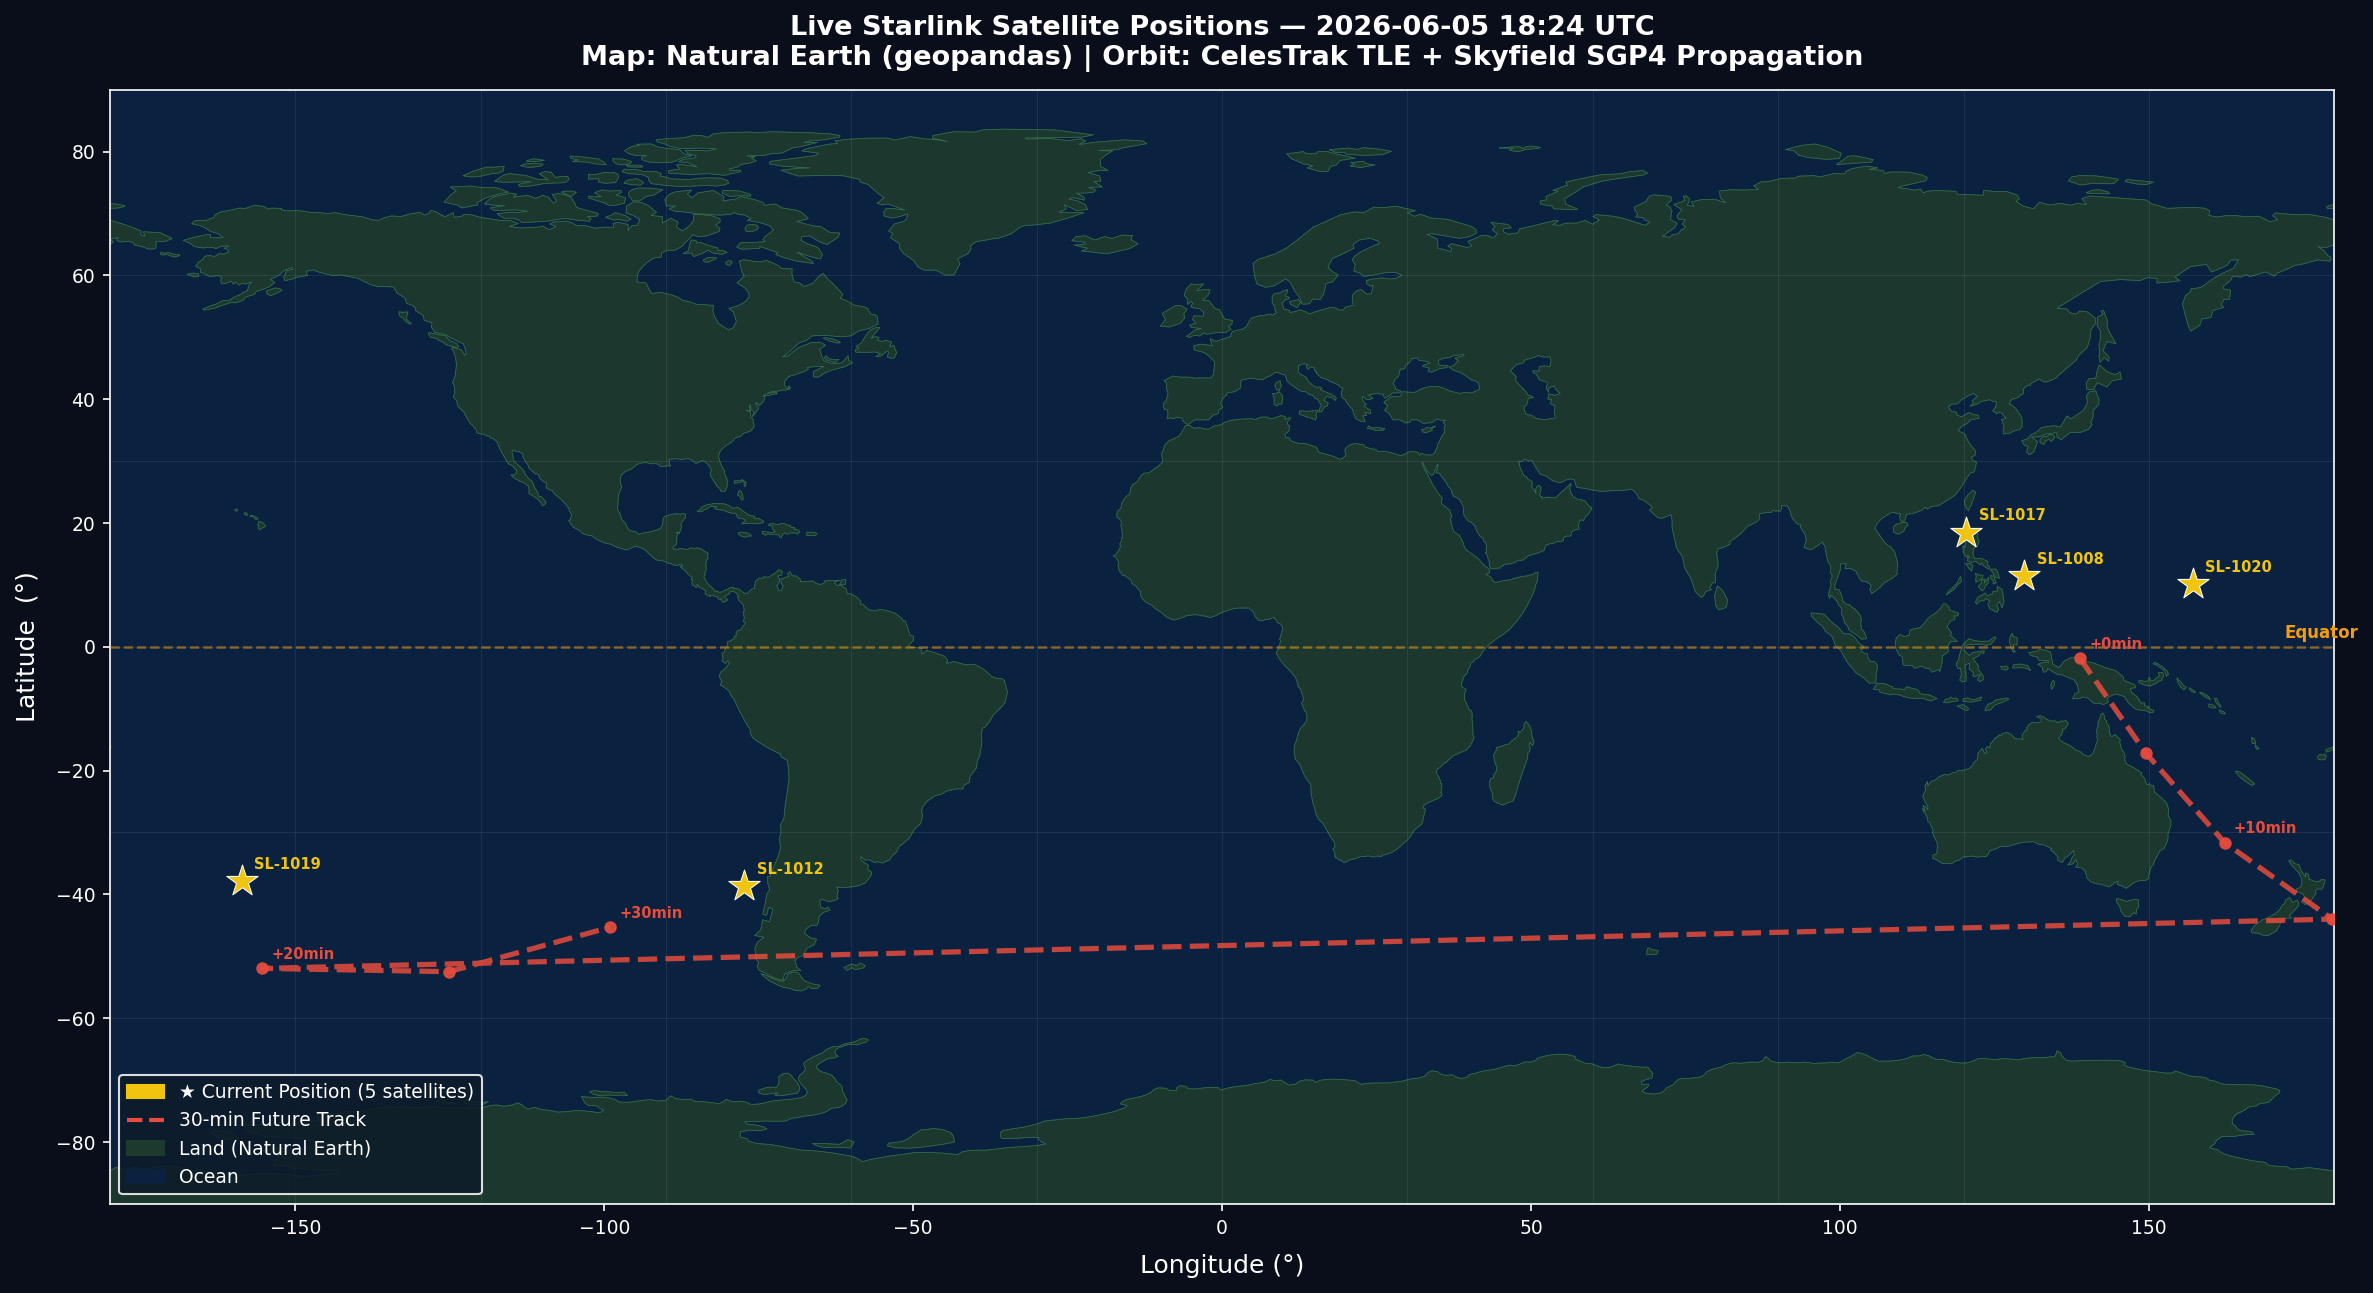 Live Starlink Satellite Positions — 2026-06-05 18:24 UTC
Map: Natural Earth (geopandas) | Orbit: CelesTrak TLE + Skyfield SGP4 Propagation
Latitude (°)
80
60
40
20
0
−20
−40
−60
−80
SL-1017
SL-1008
SL-1020
Equator
+0min
+10min
SL-1019
SL-1012
+30min
+20min
★ Current Position (5 satellites)
30-min Future Track
Land (Natural Earth)
Ocean
−150
−100
−50
0
50
100
150
Longitude (°)